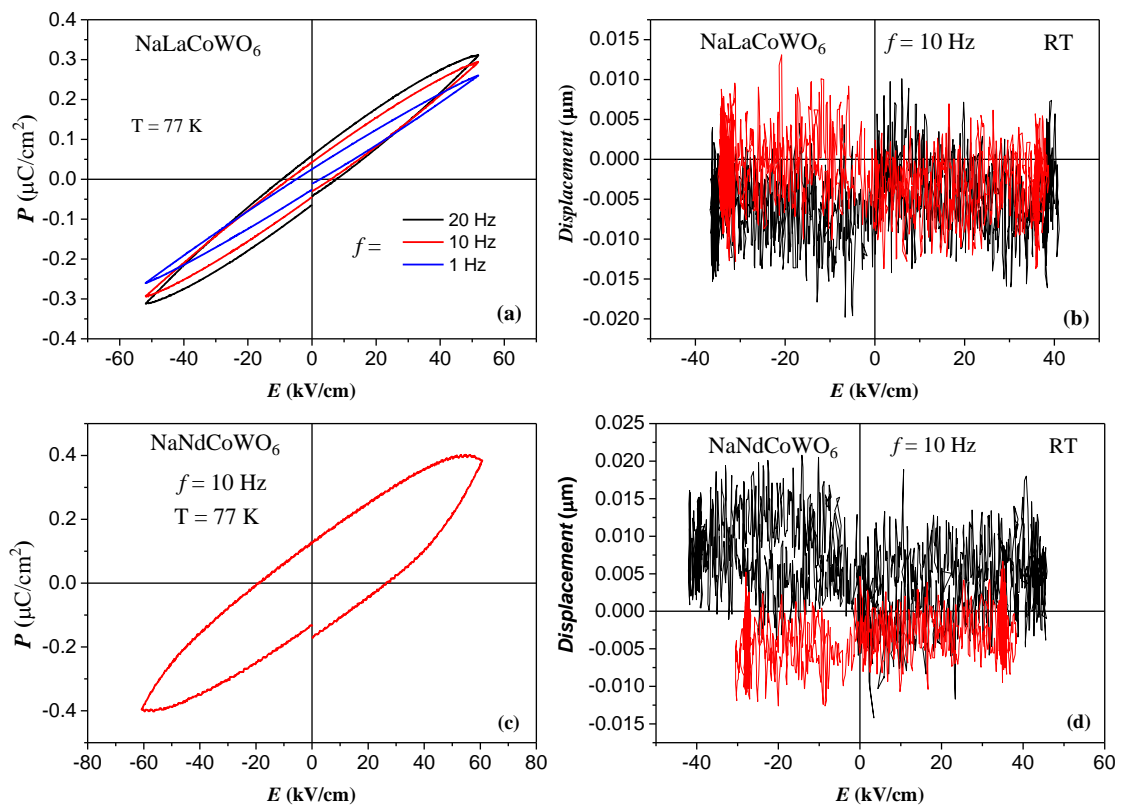 NaLaCoWO6
T = 77 K
f =
20 Hz
10 Hz
1 Hz
(a)
0.4
0.3
0.2
0.1
0.0
-0.1
-0.2
-0.3
-0.4
P (μC/cm2)
-60 -40 -20 0 20 40 60
E (kV/cm)
NaLaCoWO6 f = 10 Hz RT
(b)
0.015
0.010
0.005
0.000
-0.005
-0.010
-0.015
-0.020
Displacement (μm)
-40 -20 0 20 40
E (kV/cm)
NaNdCoWO6
f = 10 Hz
T = 77 K
(c)
0.4
0.2
0.0
-0.2
-0.4
P (μC/cm2)
-80 -60 -40 -20 0 20 40 60 80
E (kV/cm)
NaNdCoWO6 f = 10 Hz RT
(d)
0.025
0.020
0.015
0.010
0.005
0.000
-0.005
-0.010
-0.015
Displacement (μm)
-40 -20 0 20 40 60
E (kV/cm)